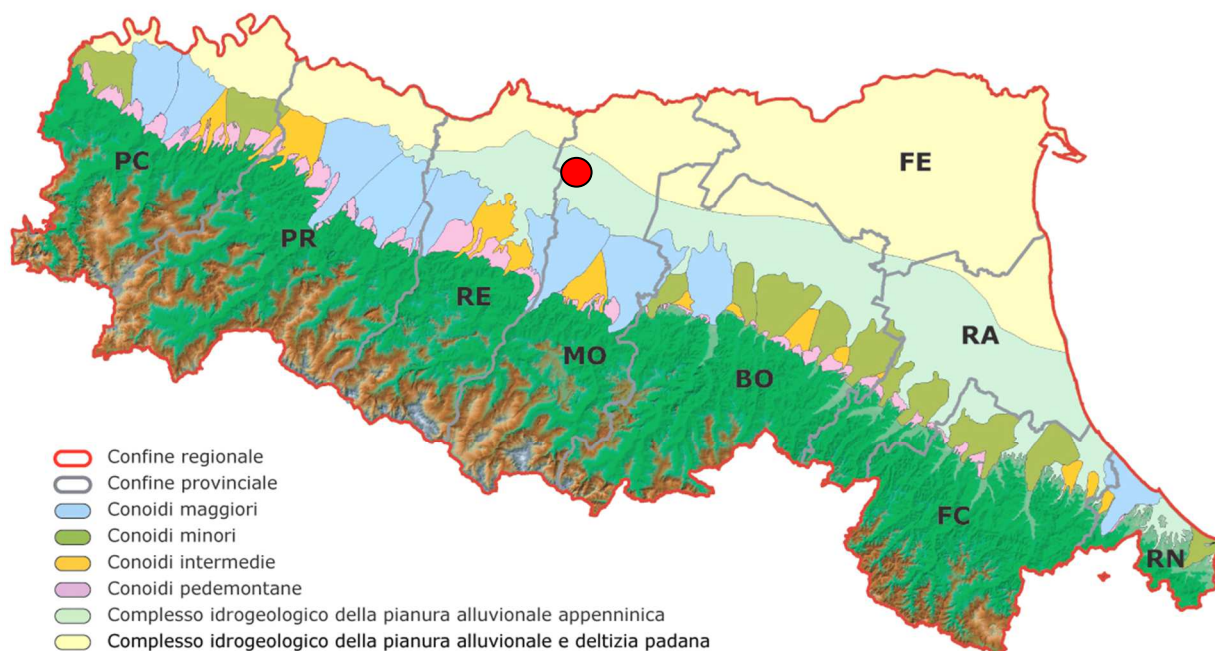 PC
PR
RE
MO
BO
FE
RA
FC
RN
Confine regionale
Confine provinciale
Conoidi maggiori
Conoidi minori
Conoidi intermedie
Conoidi pedemontane
Complesso idrogeologico della pianura alluvionale appenninica
Complesso idrogeologico della pianura alluvionale e deltizia padana